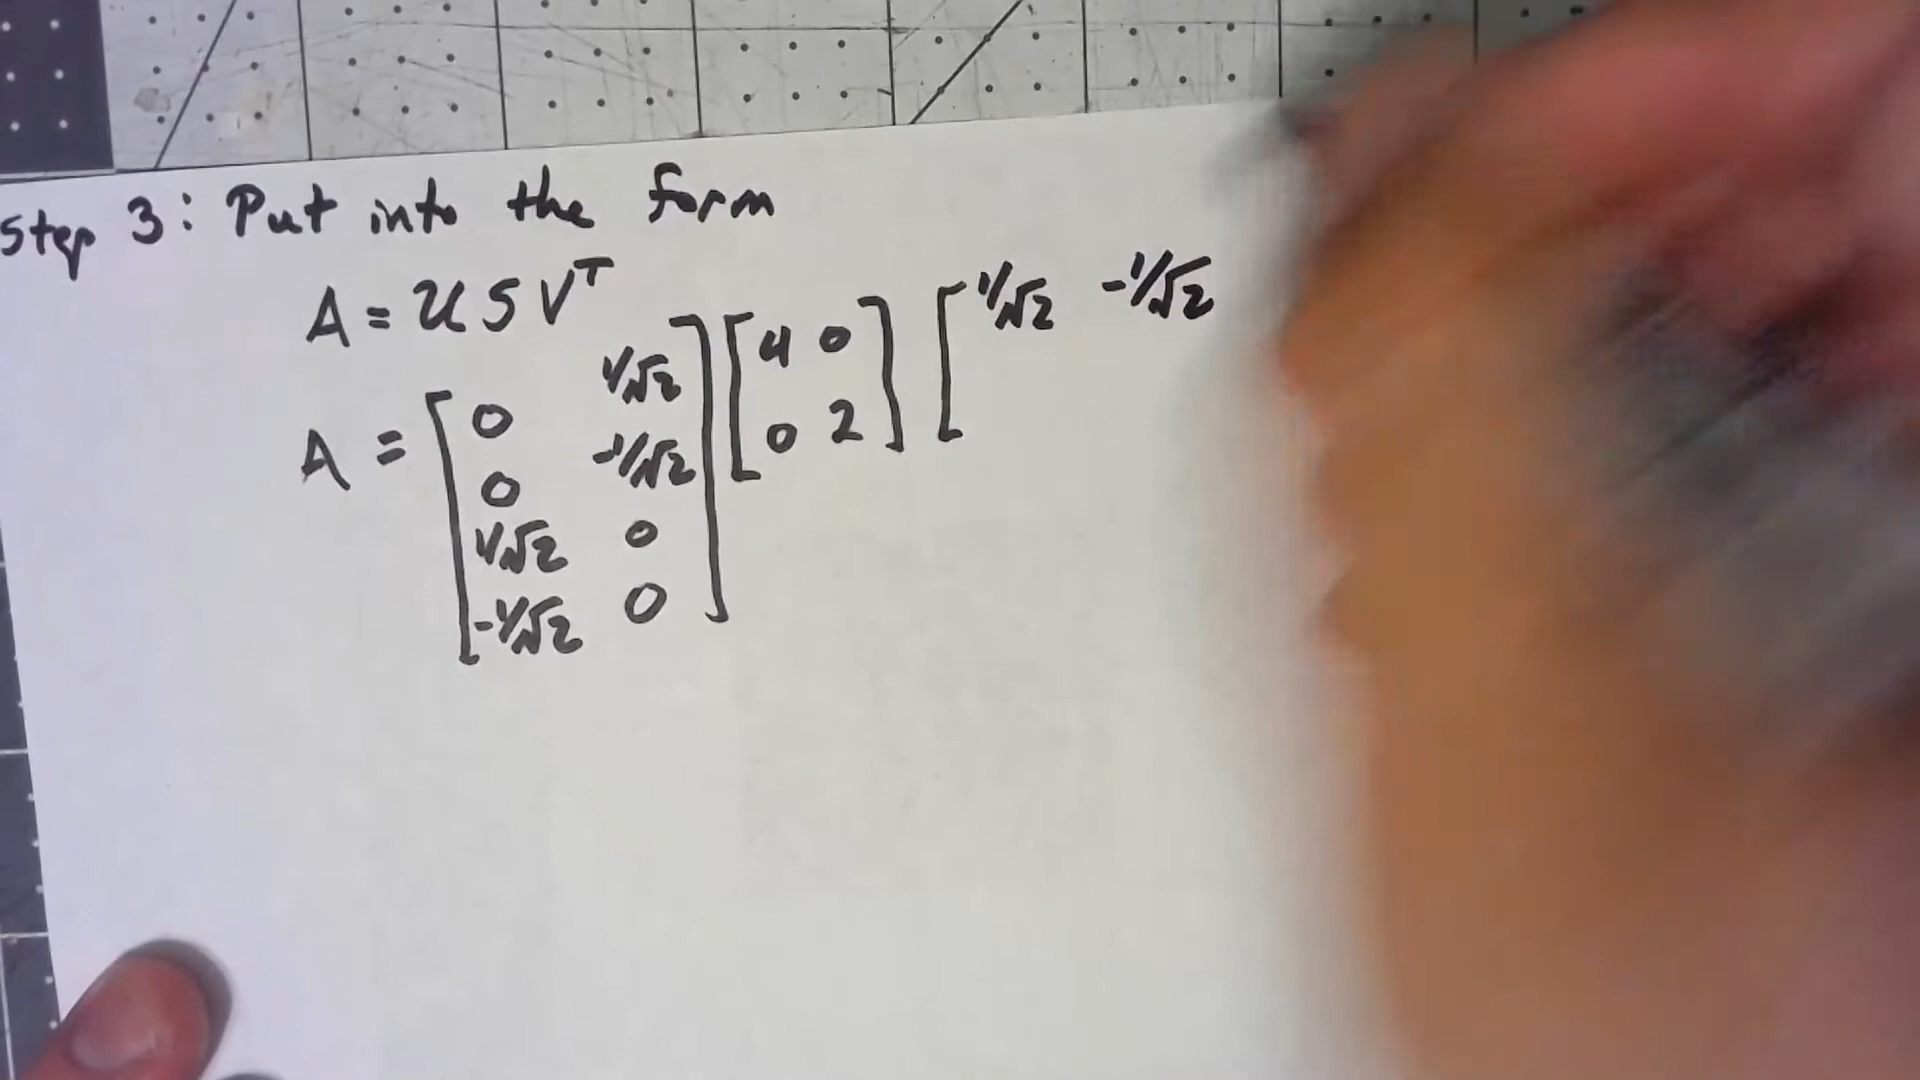 Step 3: Put into the form
A = U S V^T
A = [ 0 1/√2 ] [ 4 0 ] [ 1/√2 -1/√2
0 -1/√2 0 2
1/√2 0
-1/√2 0